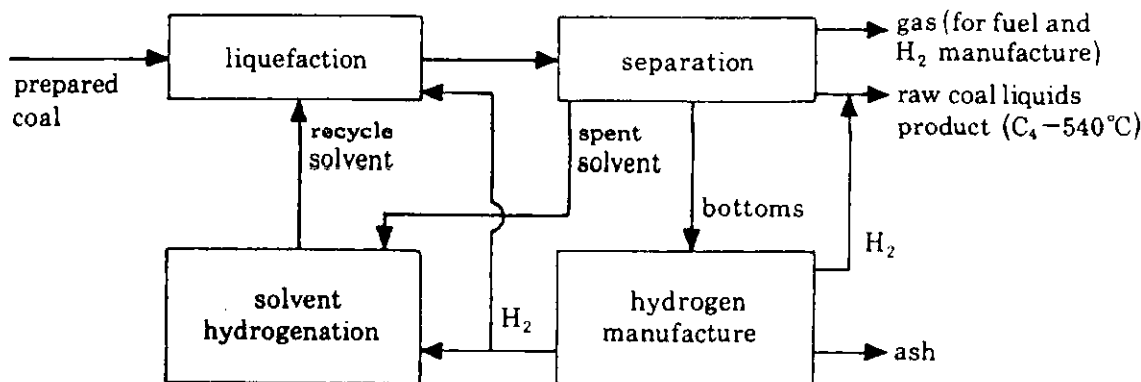 liquefaction
separation
gas (for fuel and
H₂ manufacture)
prepared
coal
raw coal liquids
product (C₄−540°C)
recycle
solvent
spent
solvent
bottoms
H₂
solvent
hydrogenation
H₂
hydrogen
manufacture
ash